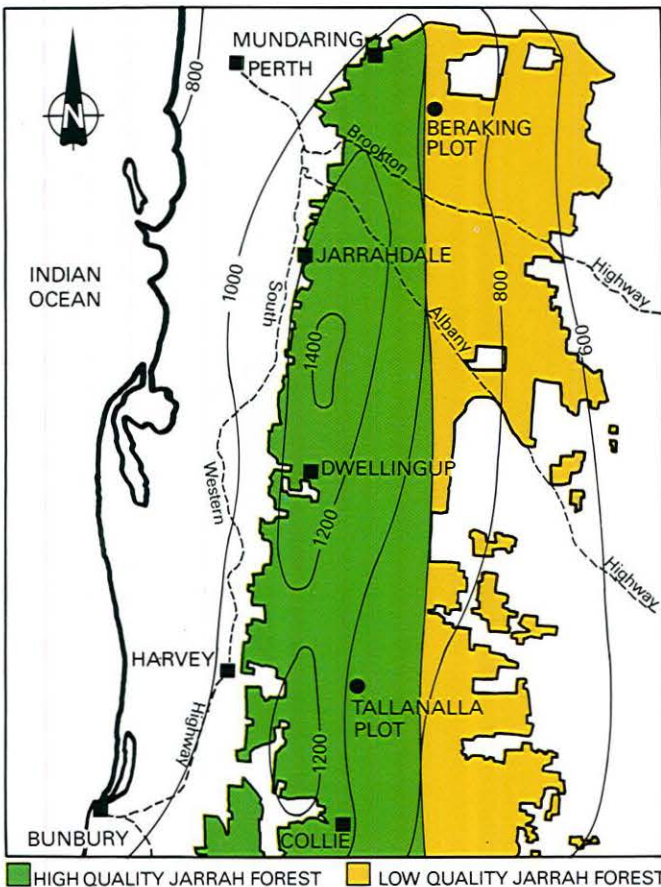 MUNDARING
PERTH
800
N
BERAKING
PLOT
Brookton
INDIAN
OCEAN
JARRAHDALE
1000
South
Highway
800
600
Albany
1400
DWELLINGUP
Western
1200
Highway
HARVEY
TALLANALLA
PLOT
Highway
1200
BUNBURY
COLLIE
HIGH QUALITY JARRAH FOREST
LOW QUALITY JARRAH FOREST